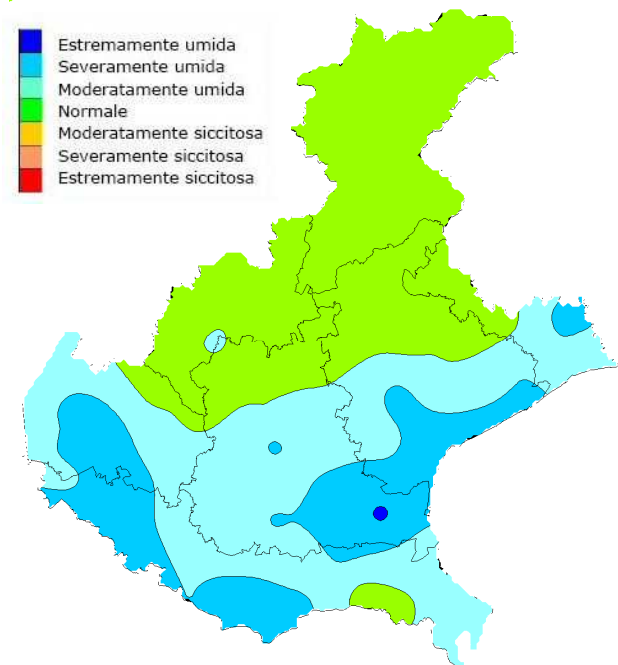 Estremamente umida
Severamente umida
Moderatamente umida
Normale
Moderatamente siccitosa
Severamente siccitosa
Estremamente siccitosa